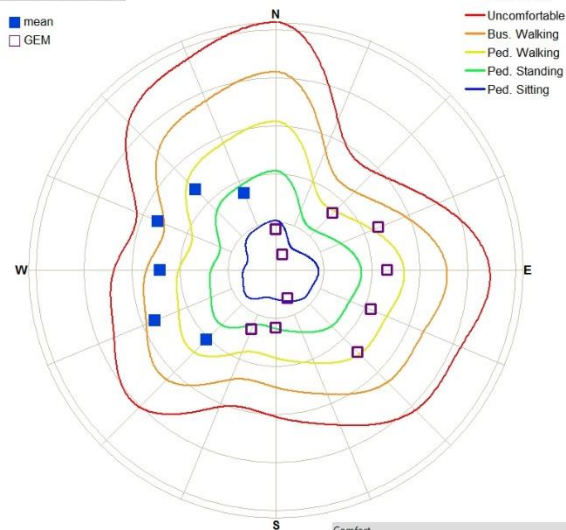 mean
GEM
N
Uncomfortable
Bus. Walking
Ped. Walking
Ped. Standing
Ped. Sitting
W
E
S
Comfort